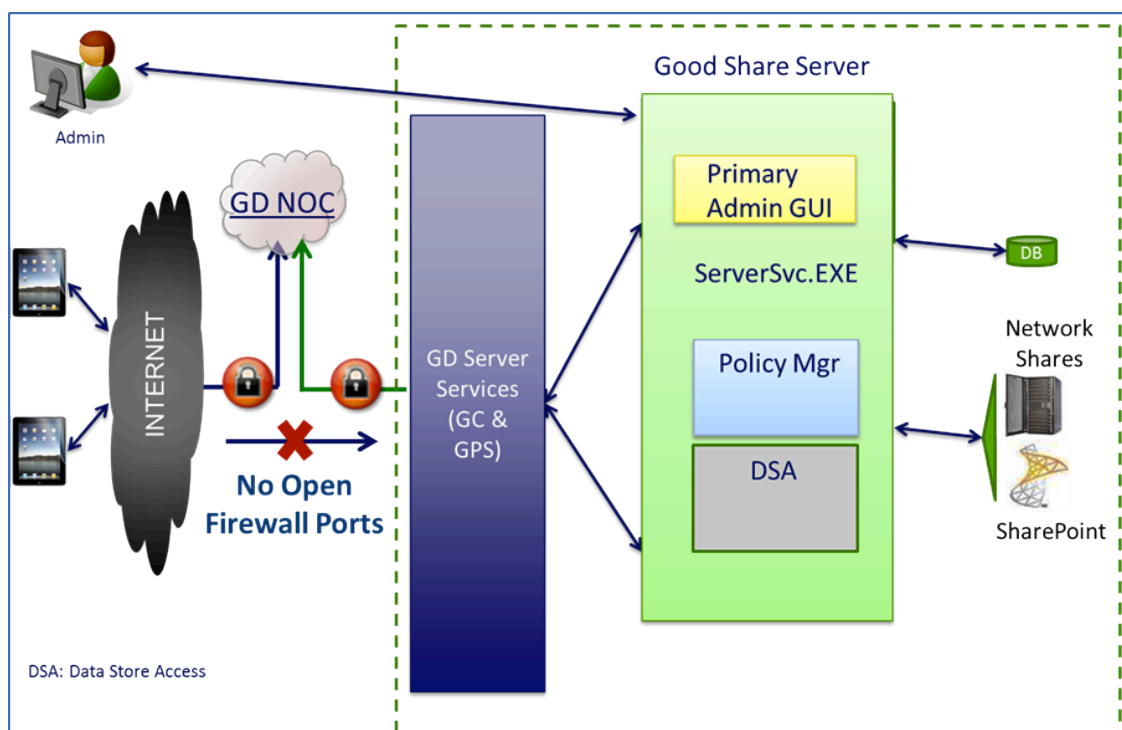 Good Share Server
Admin
GD NOC
Primary
Admin GUI
DB
ServerSvc.EXE
Network
Shares
INTERNET
GD Server
Services
(GC &
GPS)
Policy Mgr
DSA
No Open
Firewall Ports
SharePoint
DSA: Data Store Access